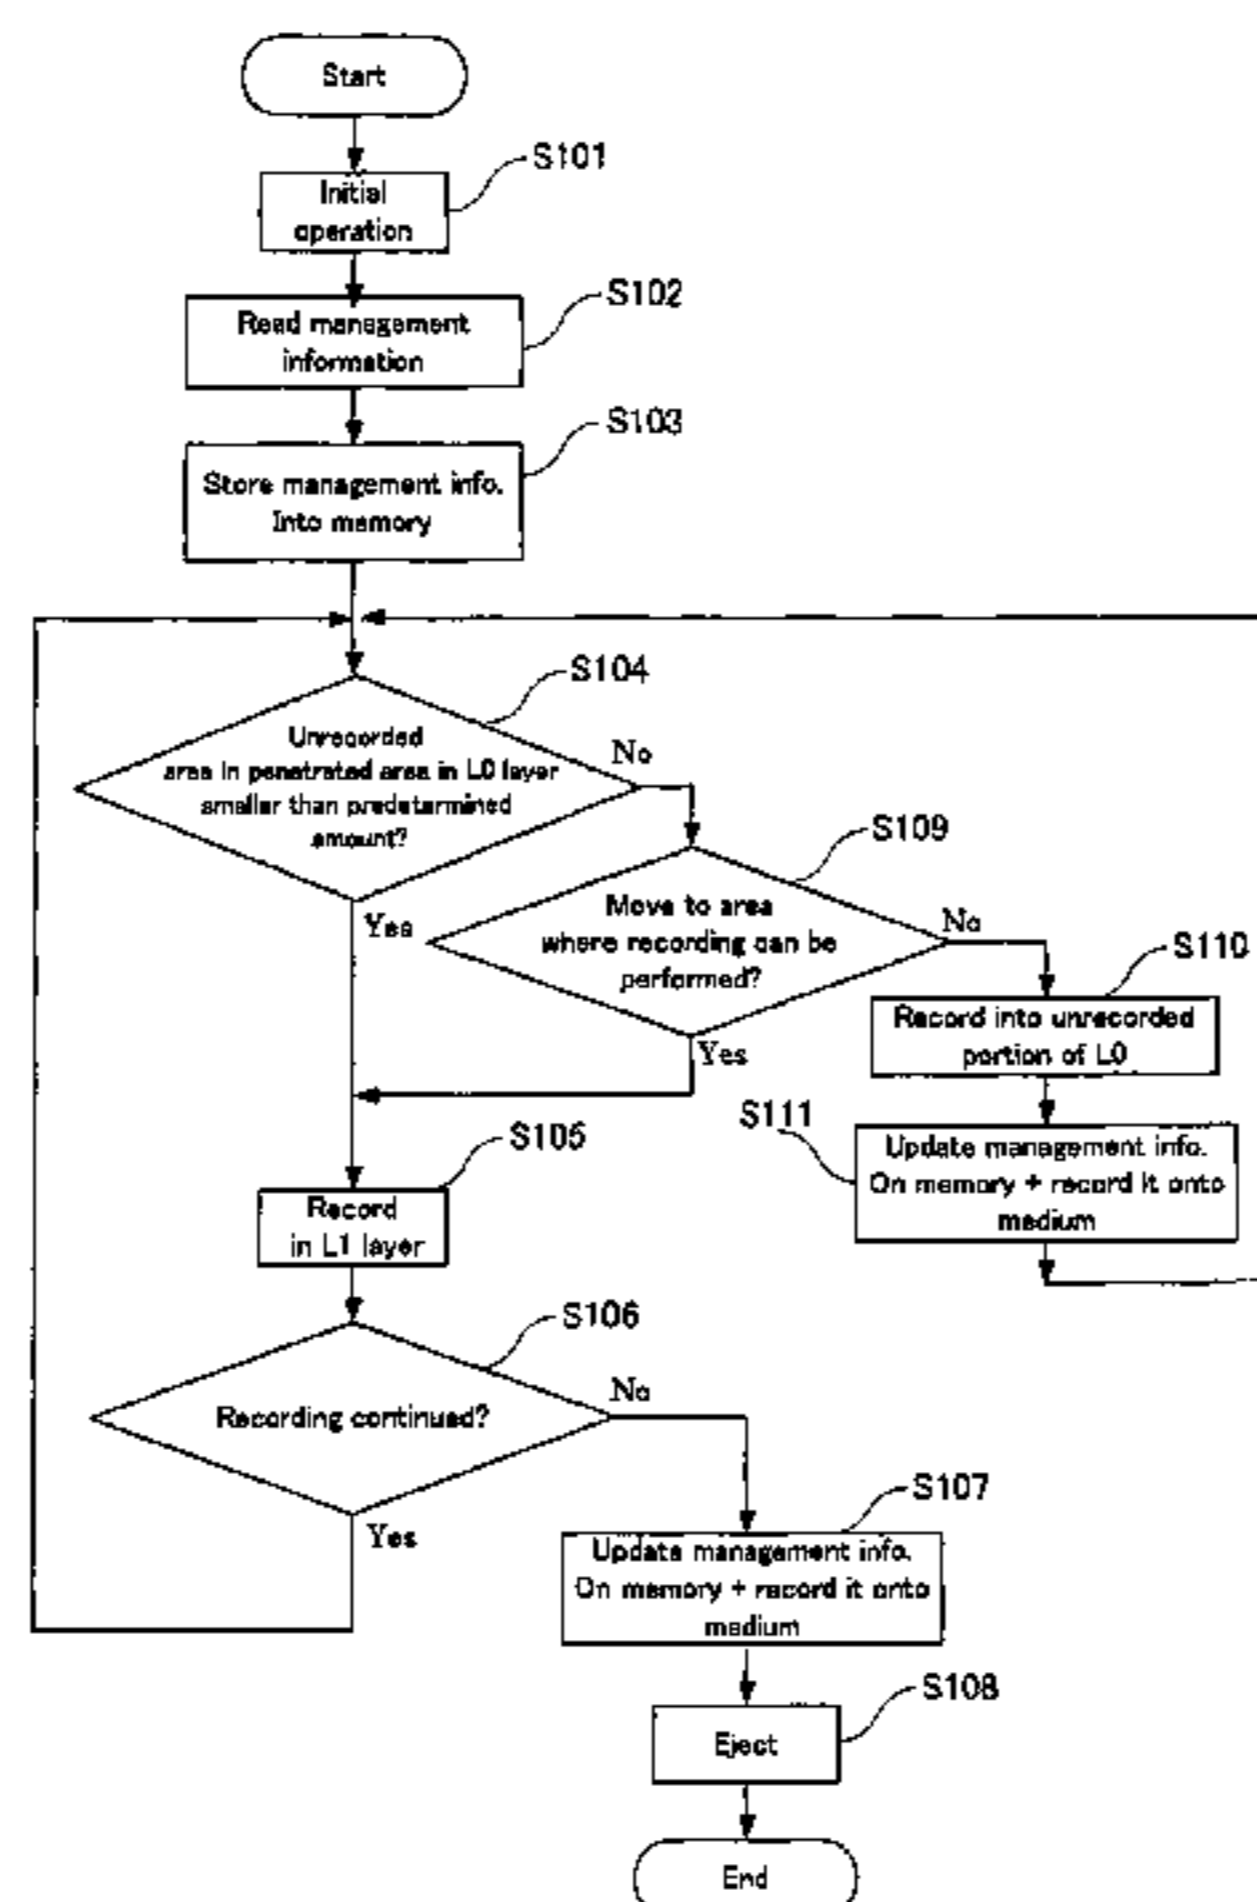 Start
S101
Initial
operation
S102
Read management
information
S103
Store management info.
Into memory
S104
Unrecorded
area in penetrated area in L0 layer
smaller than predetermined
amount?
No
Yes
S109
Move to area
where recording can be
performed?
No
Yes
S110
Record into unrecorded
portion of L0
S111
Update management info.
On memory + record it onto
medium
S105
Record
in L1 layer
S106
Recording continued?
No
Yes
S107
Update management info.
On memory + record it onto
medium
S108
Eject
End